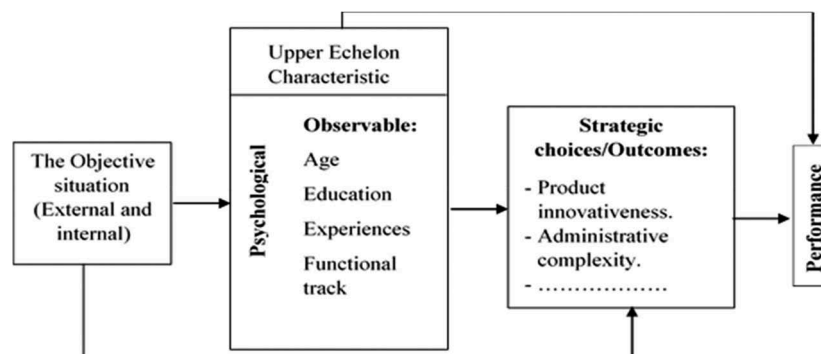 The Objective
situation
(External and
internal)
Upper Echelon
Characteristic
Psychological
Observable:
Age
Education
Experiences
Functional
track
Strategic
choices/Outcomes:
- Product
innovativeness.
- Administrative
complexity.
- ………………
Performance